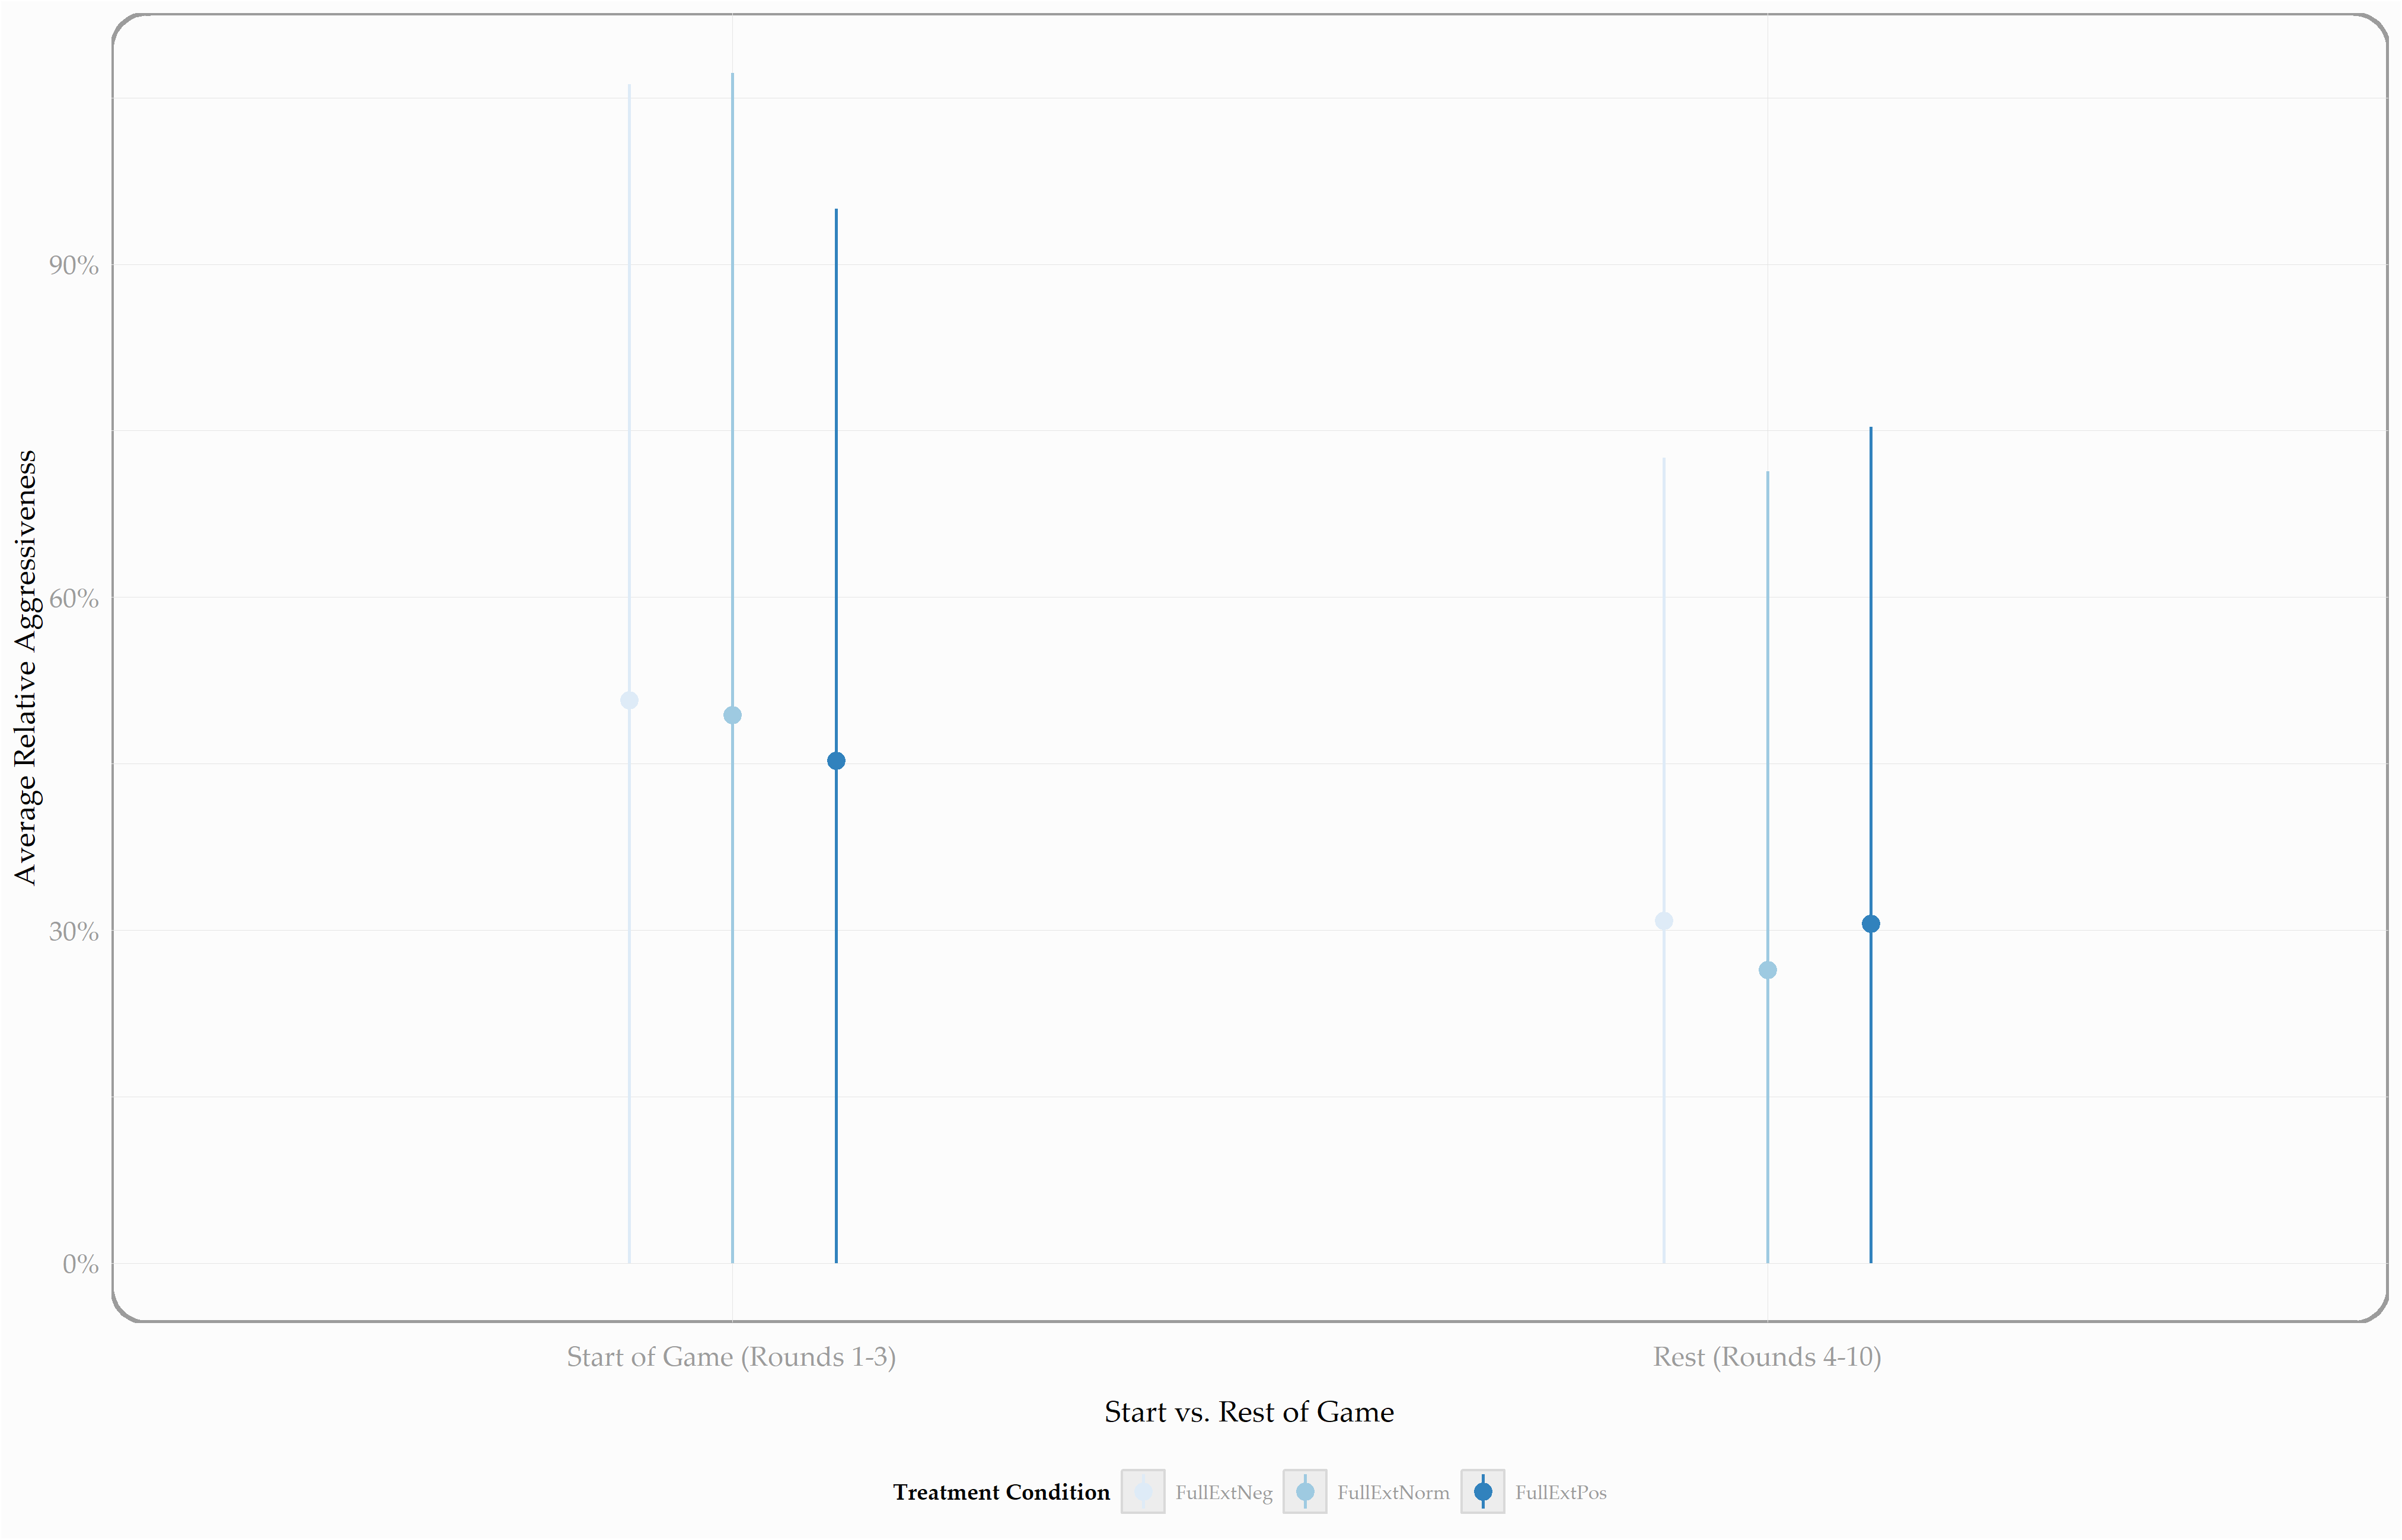 Average Relative Aggressiveness
90%
60%
30%
0%
Start of Game (Rounds 1-3)
Rest (Rounds 4-10)
Start vs. Rest of Game
Treatment Condition FullExtNeg FullExtNorm FullExtPos